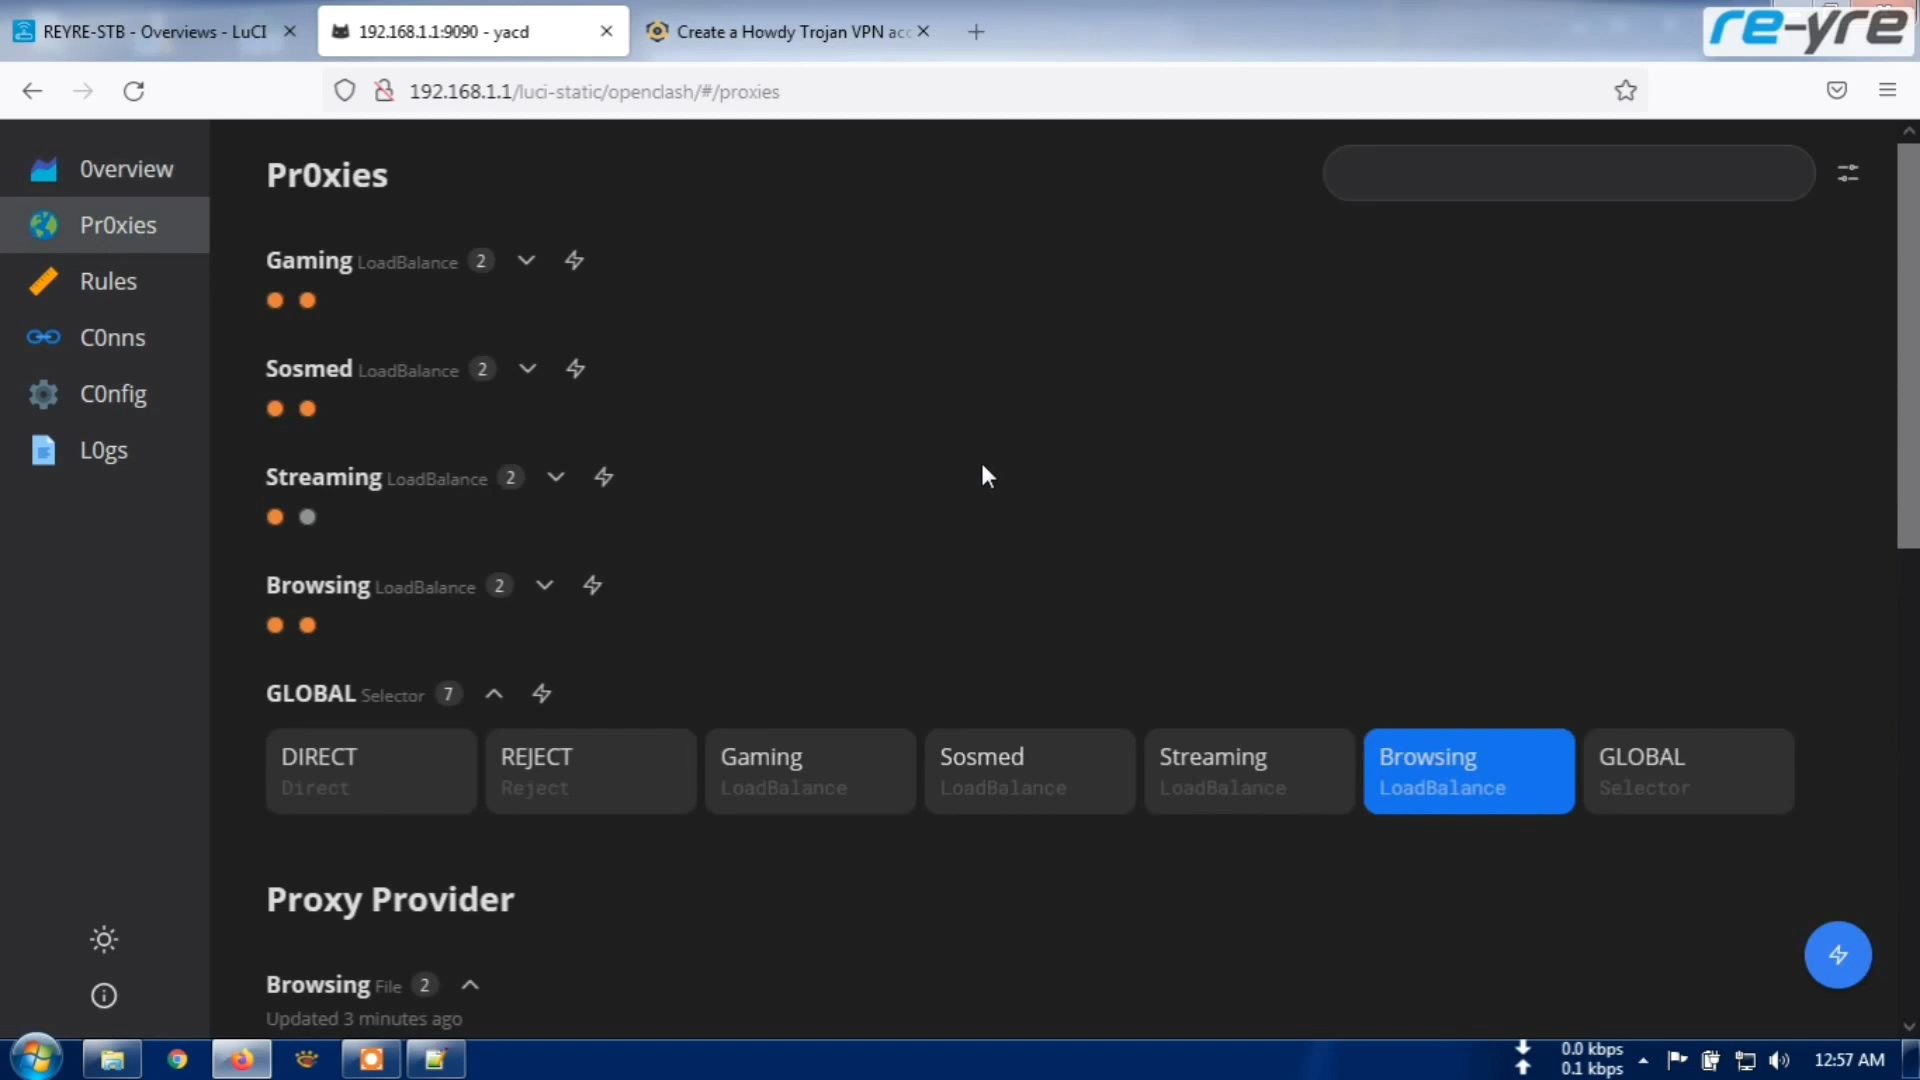 REYRE-STB - Overviews - LuCI
192.168.1.1:9090 - yacd
Create a Howdy Trojan VPN acc
re-yre
192.168.1.1/luci-static/openclash/#/proxies
0verview
Pr0xies
Rules
C0nns
C0nfig
L0gs
Pr0xies
Gaming LoadBalance 2
Sosmed LoadBalance 2
Streaming LoadBalance 2
Browsing LoadBalance 2
GLOBAL Selector 7
DIRECT
Direct
REJECT
Reject
Gaming
LoadBalance
Sosmed
LoadBalance
Streaming
LoadBalance
Browsing
LoadBalance
GLOBAL
Selector
Proxy Provider
Browsing File 2
Updated 3 minutes ago
0.0 kbps
0.1 kbps
12:57 AM